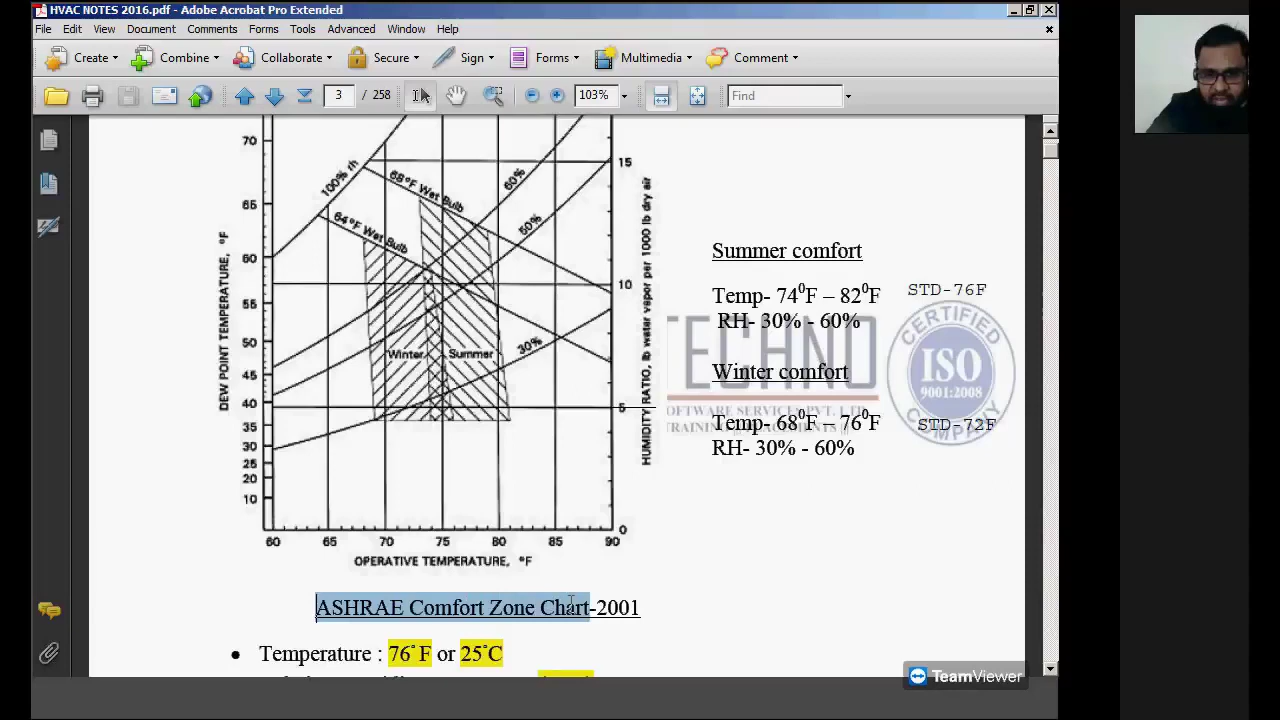 HVAC NOTES 2016.pdf - Adobe Acrobat Pro Extended
File Edit View Document Comments Forms Tools Advanced Window Help
Create Combine Collaborate Secure Sign Forms Multimedia Comment
3 / 258 103% Find
70
65
60
55
50
45
40
35
30
25
20
10
DEW POINT TEMPERATURE, °F
100% rh
68°F Wet Bulb
64°F Wet Bulb
60%
50%
30%
Winter
Summer
15
10
5
0
HUMIDITY RATIO, lb water vapor per 1000 lb dry air
60 65 70 75 80 85 90
OPERATIVE TEMPERATURE, °F
Summer comfort
Temp- 74⁰F – 82⁰F STD-76F
RH- 30% - 60%
Winter comfort
Temp- 68⁰F – 76⁰F STD-72F
RH- 30% - 60%
TECHNO
SOFTWARE SERVICES PVT. LTD
CERTIFIED
ISO
9001:2008
COMPANY
ASHRAE Comfort Zone Chart-2001
• Temperature : 76˚F or 25˚C
TeamViewer